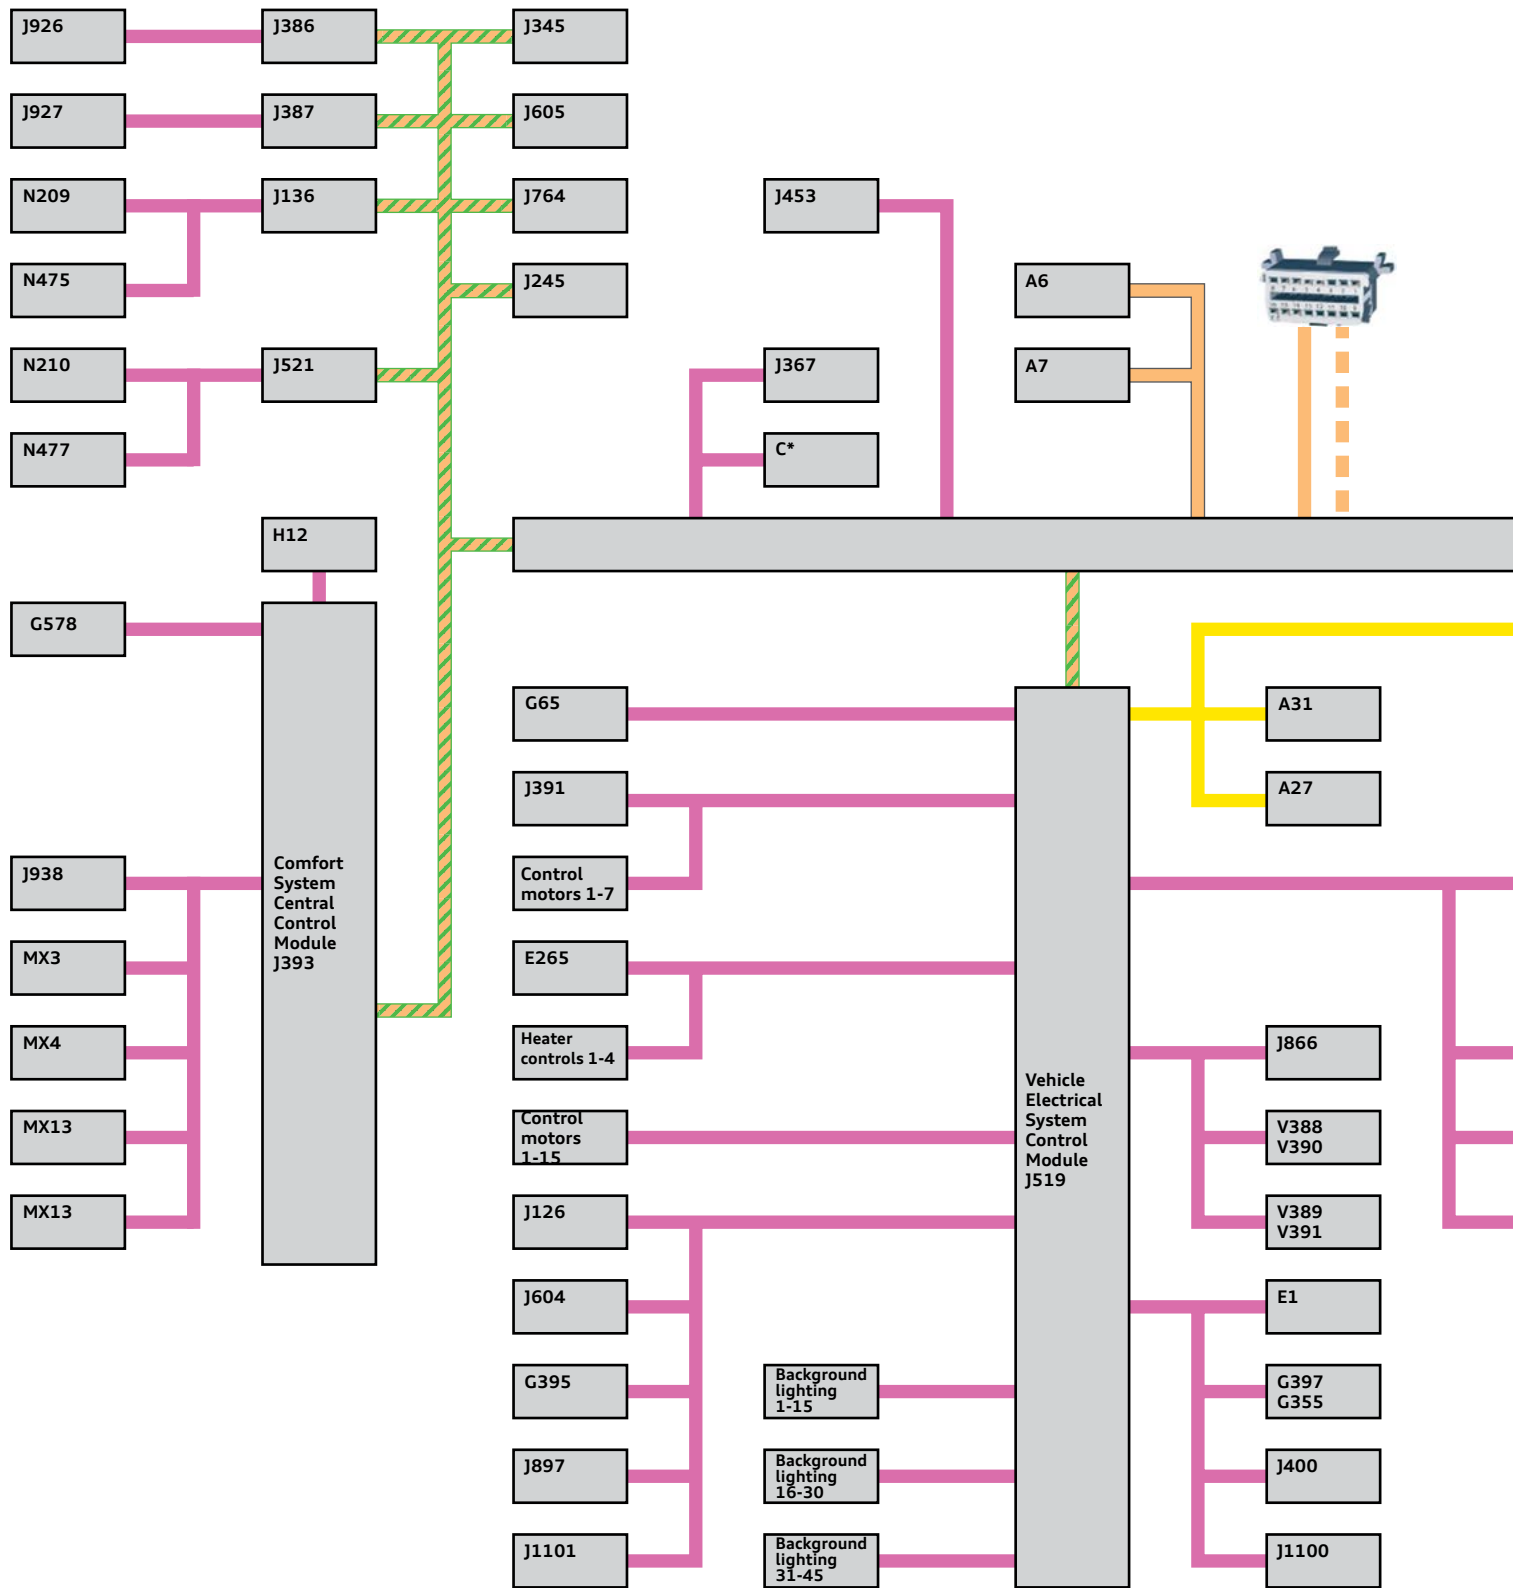 J926
J386
J345
J927
J387
J605
N209
J136
J764
J453
N475
J245
A6
N210
J521
J367
A7
N477
C*
H12
G578
G65
A31
J391
A27
Comfort
System
Central
Control
Module
J393
J938
Control
motors 1-7
MX3
E265
MX4
Heater
controls 1-4
J866
Vehicle
Electrical
System
Control
Module
J519
MX13
Control
motors
1-15
V388
V390
MX13
J126
V389
V391
J604
E1
G395
Background
lighting
1-15
G397
G355
J897
Background
lighting
16-30
J400
J1101
Background
lighting
31-45
J1100